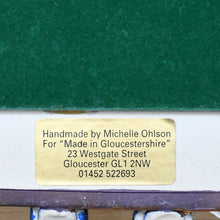 Handmade by Michelle Ohlson
For "Made in Gloucestershire"
23 Westgate Street
Gloucester GL1 2NW
01452 522693